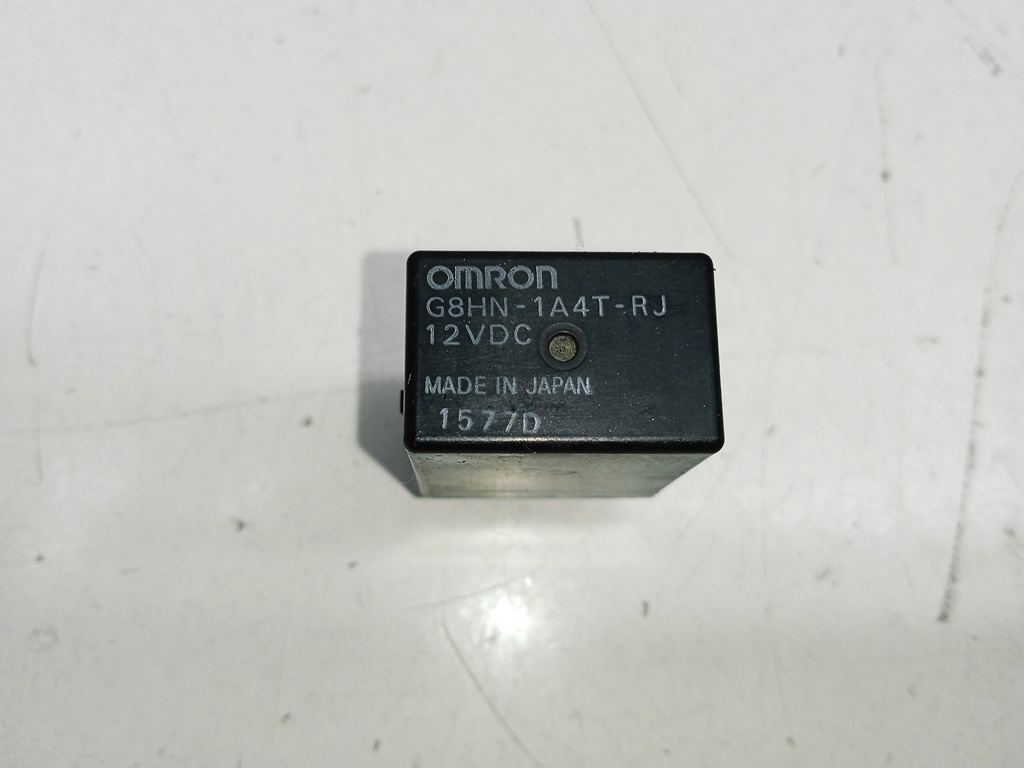 OMRON
G8HN-1A4T-RJ
12VDC
MADE IN JAPAN
1577D